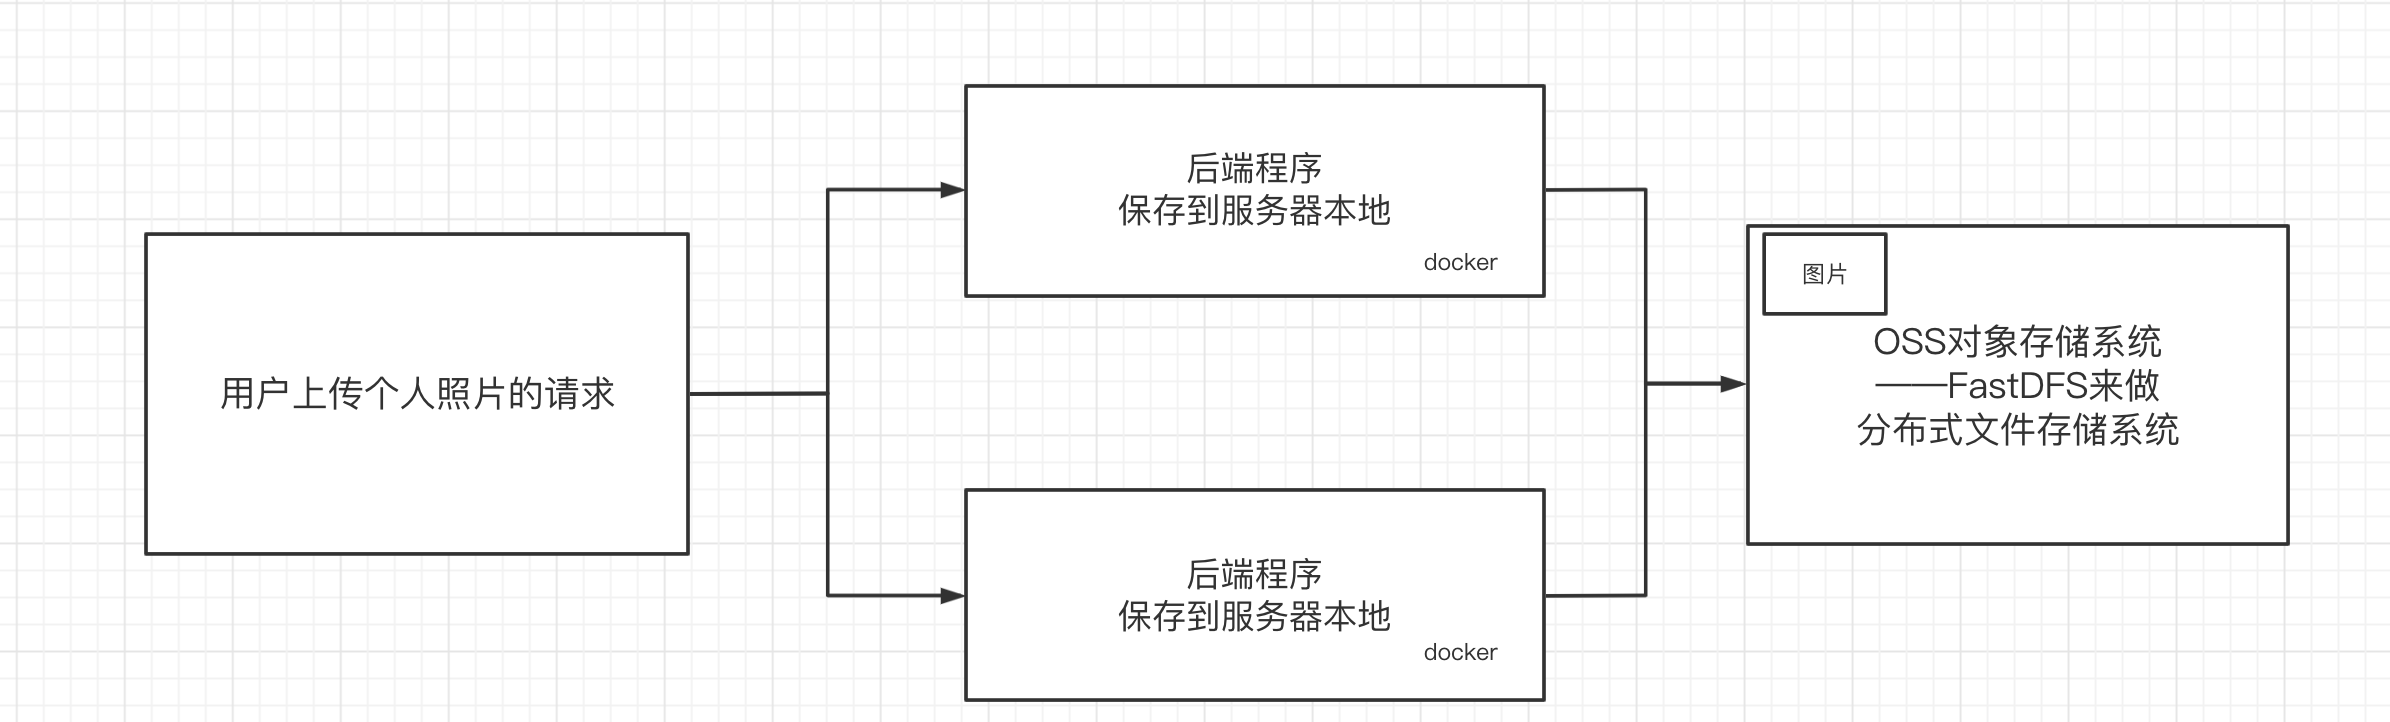 用户上传个人照片的请求
后端程序
保存到服务器本地
docker
后端程序
保存到服务器本地
docker
图片
OSS对象存储系统
——FastDFS来做
分布式文件存储系统